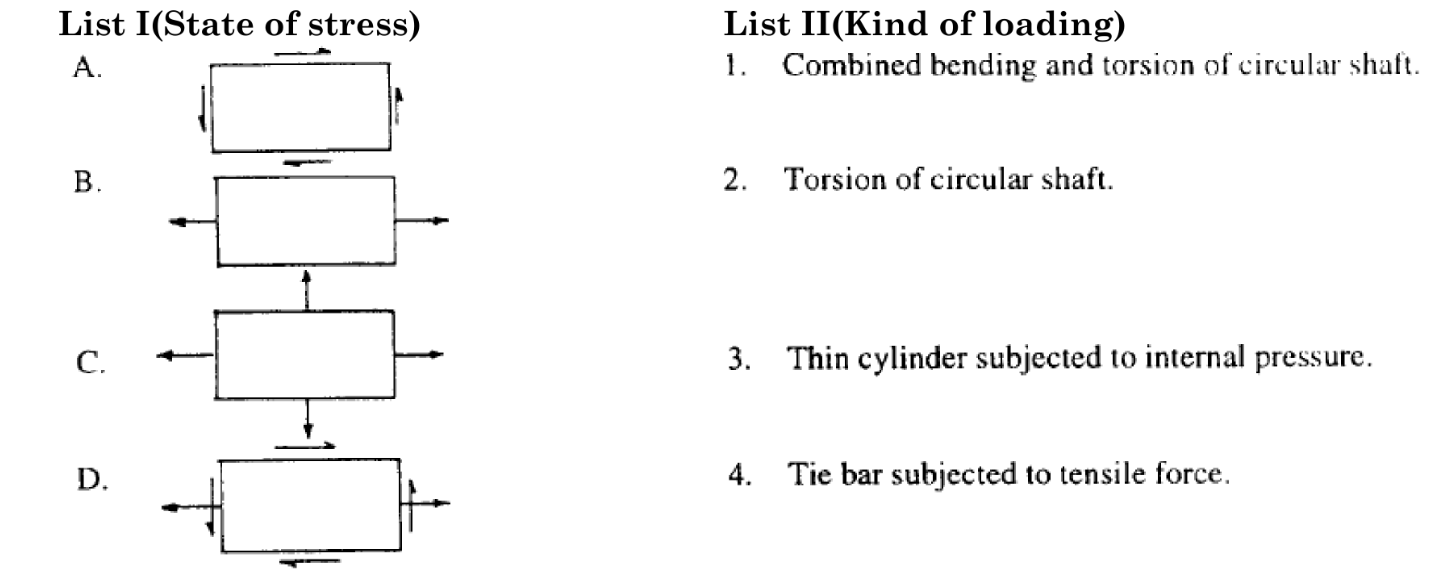 List I(State of stress) List II(Kind of loading)
A. 1. Combined bending and torsion of circular shaft.
B. 2. Torsion of circular shaft.
C. 3. Thin cylinder subjected to internal pressure.
D. 4. Tie bar subjected to tensile force.